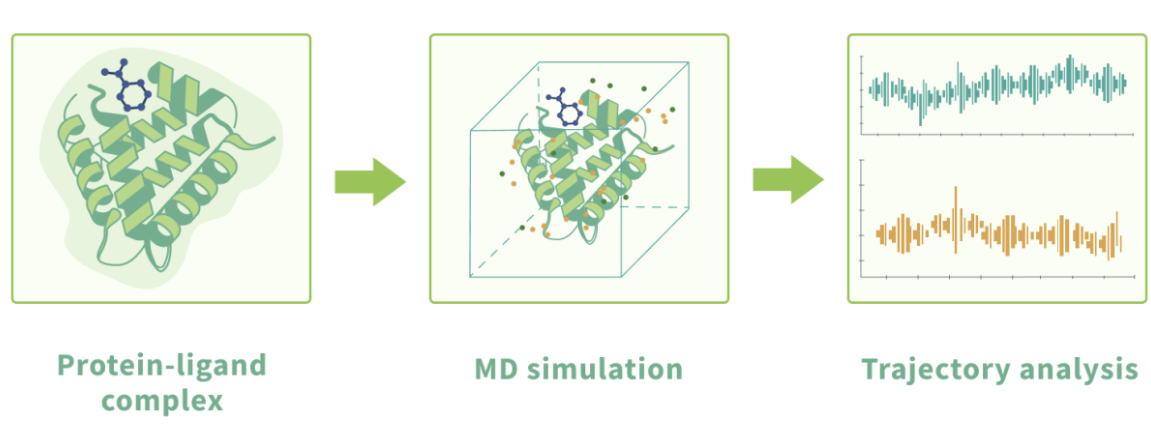 Protein-ligand
complex
MD simulation
Trajectory analysis